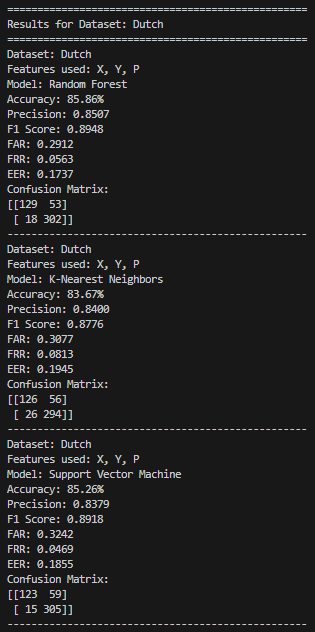 ==================================================
Results for Dataset: Dutch
==================================================
Dataset: Dutch
Features used: X, Y, P
Model: Random Forest
Accuracy: 85.86%
Precision: 0.8507
F1 Score: 0.8948
FAR: 0.2912
FRR: 0.0563
EER: 0.1737
Confusion Matrix:
[[129  53]
 [ 18 302]]
--------------------------------------------------
Dataset: Dutch
Features used: X, Y, P
Model: K-Nearest Neighbors
Accuracy: 83.67%
Precision: 0.8400
F1 Score: 0.8776
FAR: 0.3077
FRR: 0.0813
EER: 0.1945
Confusion Matrix:
[[126  56]
 [ 26 294]]
--------------------------------------------------
Dataset: Dutch
Features used: X, Y, P
Model: Support Vector Machine
Accuracy: 85.26%
Precision: 0.8379
F1 Score: 0.8918
FAR: 0.3242
FRR: 0.0469
EER: 0.1855
Confusion Matrix:
[[123  59]
 [ 15 305]]
--------------------------------------------------